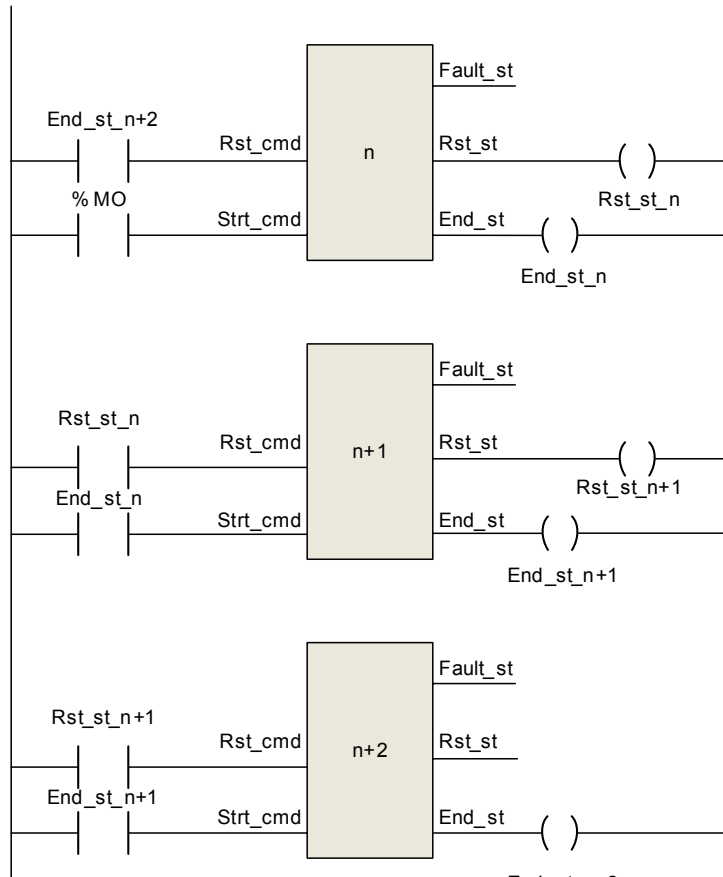 Fault_st
End_st_n+2
Rst_cmd
n
Rst_st
% MO
Rst_st_n
Strt_cmd
End_st
End_st_n
Fault_st
Rst_st_n
Rst_cmd
n+1
Rst_st
Rst_st_n+1
End_st_n
Strt_cmd
End_st
End_st_n+1
Fault_st
Rst_st_n+1
Rst_cmd
n+2
Rst_st
End_st_n+1
Strt_cmd
End_st